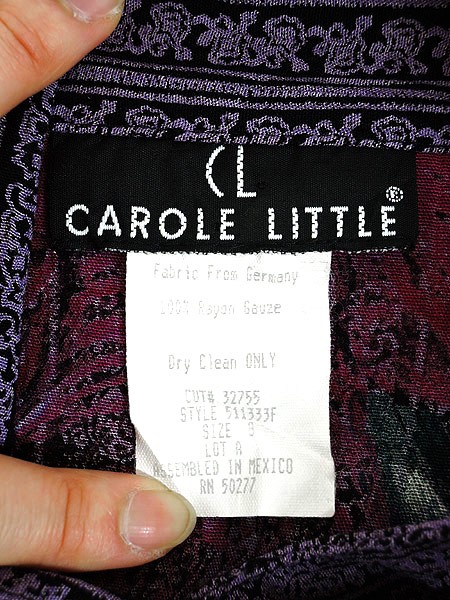 CL
CAROLE LITTLE®
Fabric From Germany
100% Rayon Gauze
Dry Clean ONLY
CUT# 32755
STYLE 511333F
SIZE 3
LOT A
ASSEMBLED IN MEXICO
RN 50277